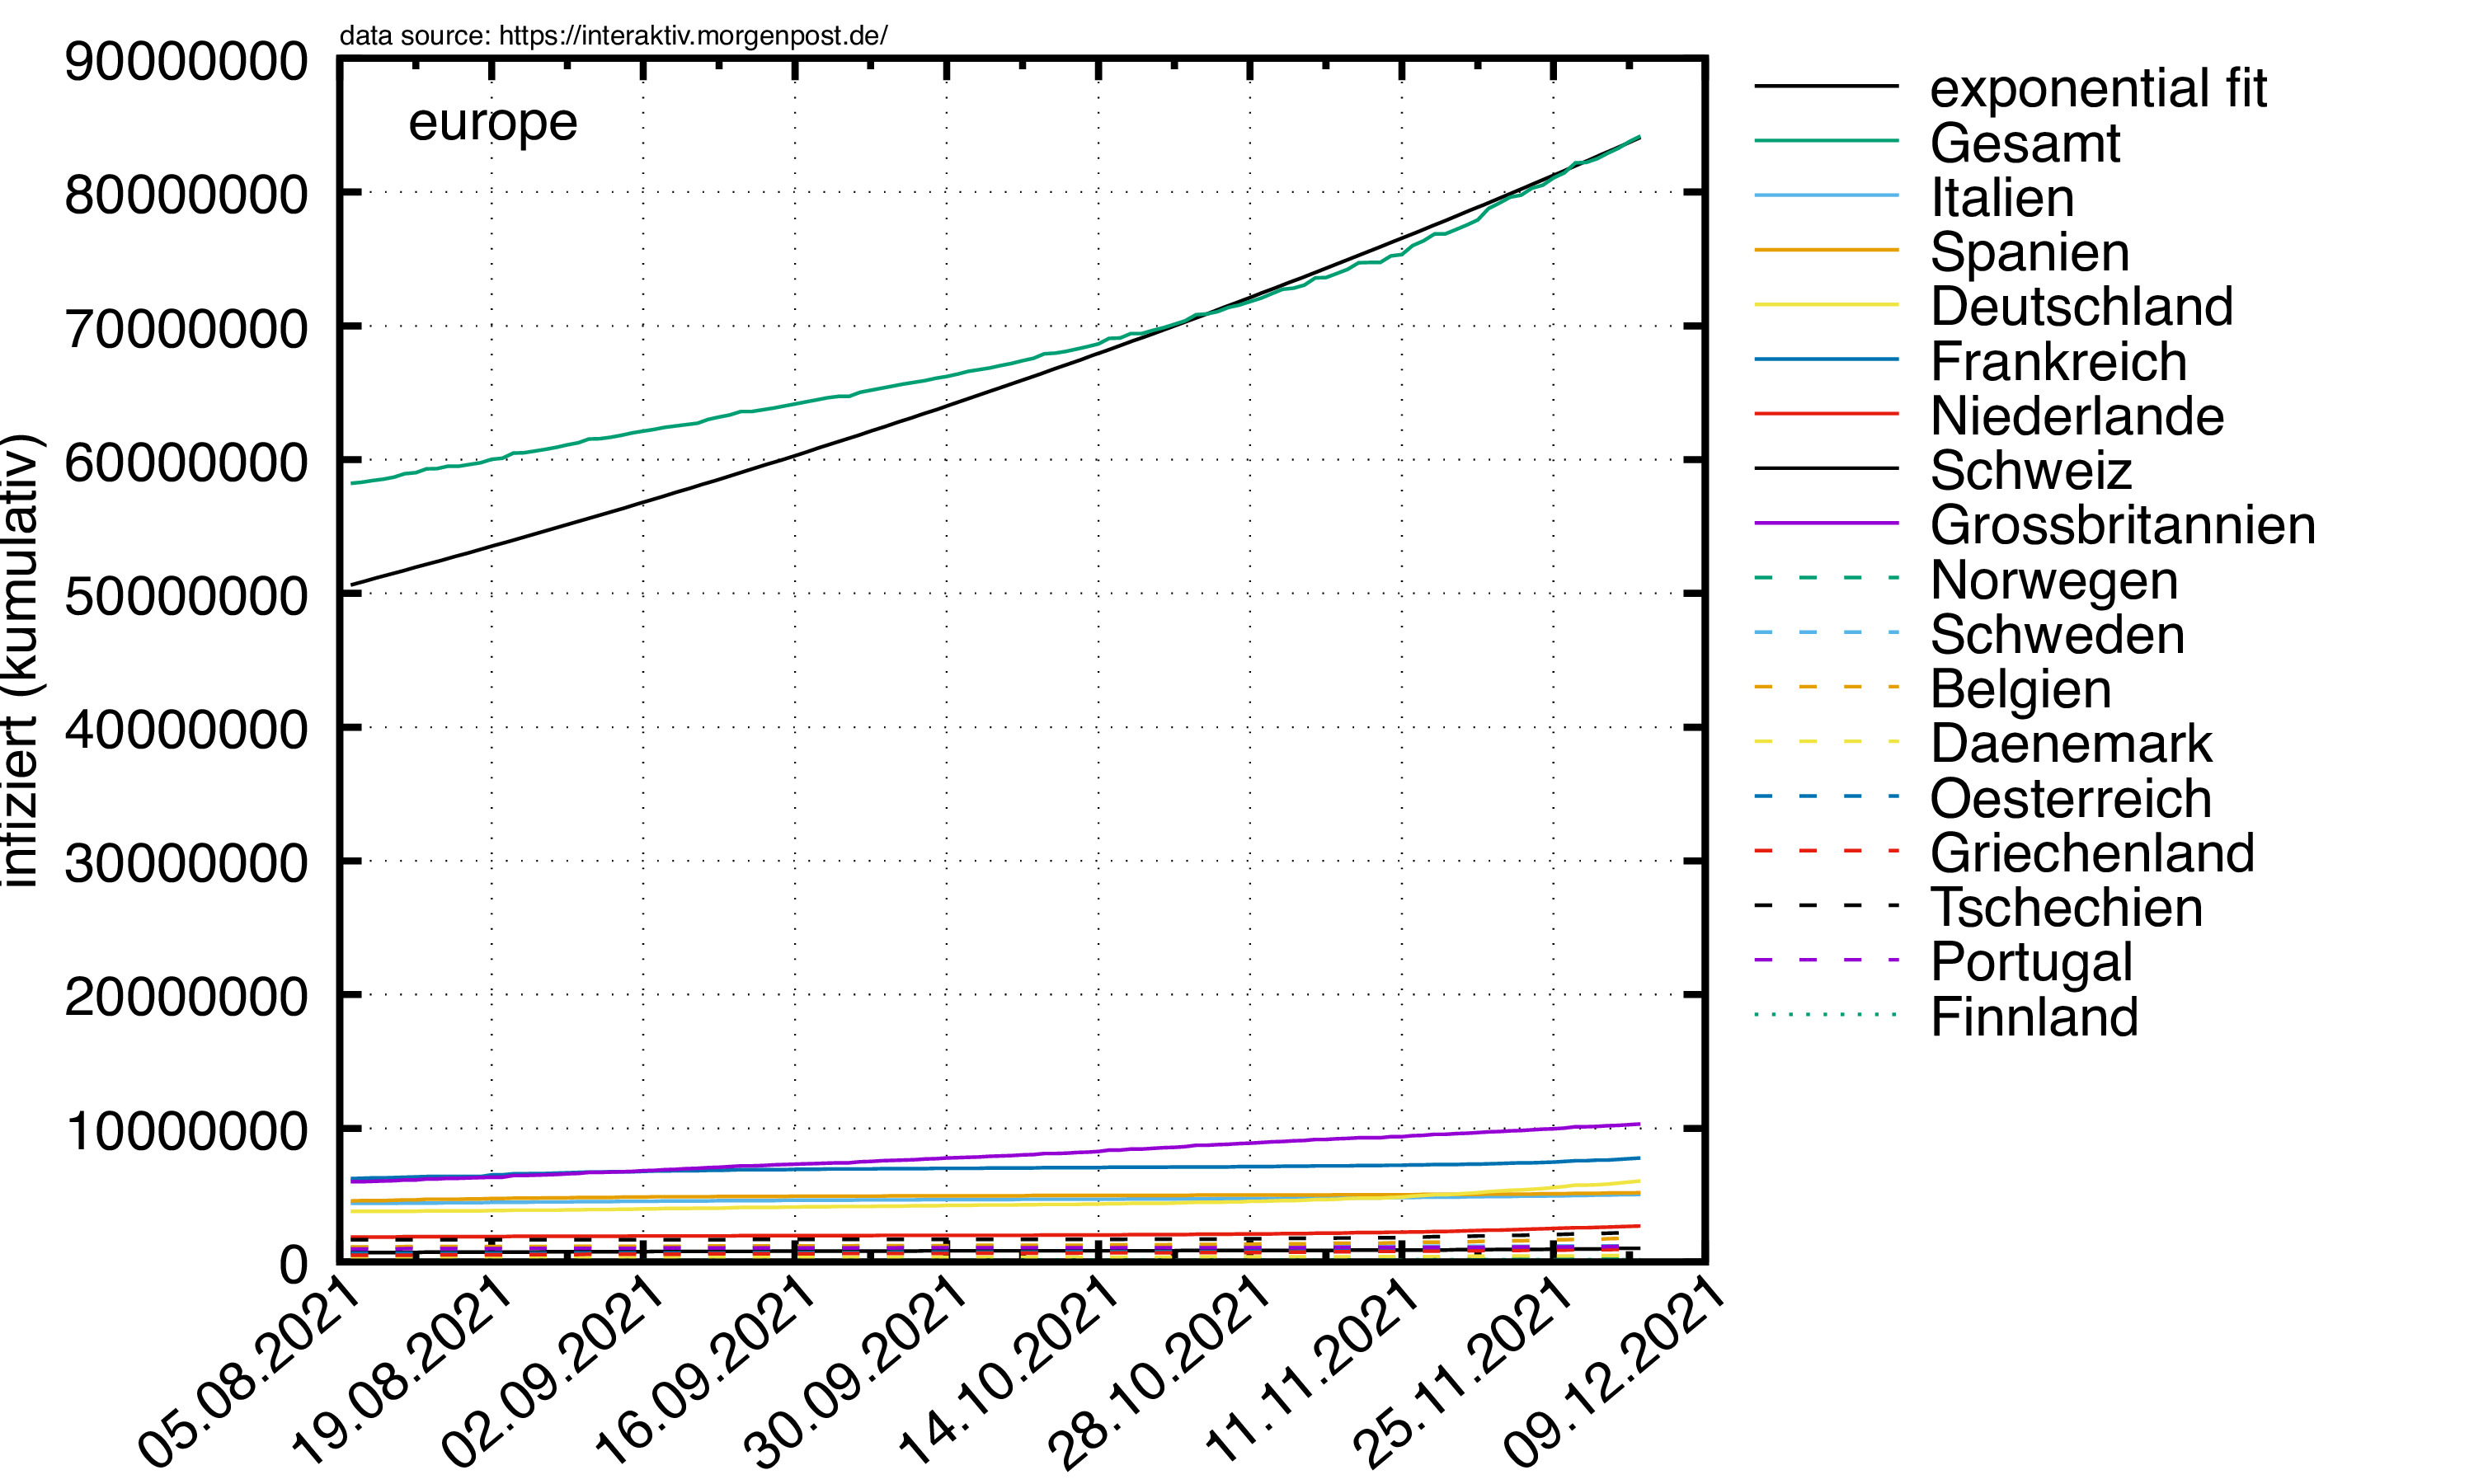 data source: https://interaktiv.morgenpost.de/
europe
infiziert (kumulativ)
90000000
80000000
70000000
60000000
50000000
40000000
30000000
20000000
10000000
0
05.08.2021
19.08.2021
02.09.2021
16.09.2021
30.09.2021
14.10.2021
28.10.2021
11.11.2021
25.11.2021
09.12.2021
exponential fit
Gesamt
Italien
Spanien
Deutschland
Frankreich
Niederlande
Schweiz
Grossbritannien
Norwegen
Schweden
Belgien
Daenemark
Oesterreich
Griechenland
Tschechien
Portugal
Finnland